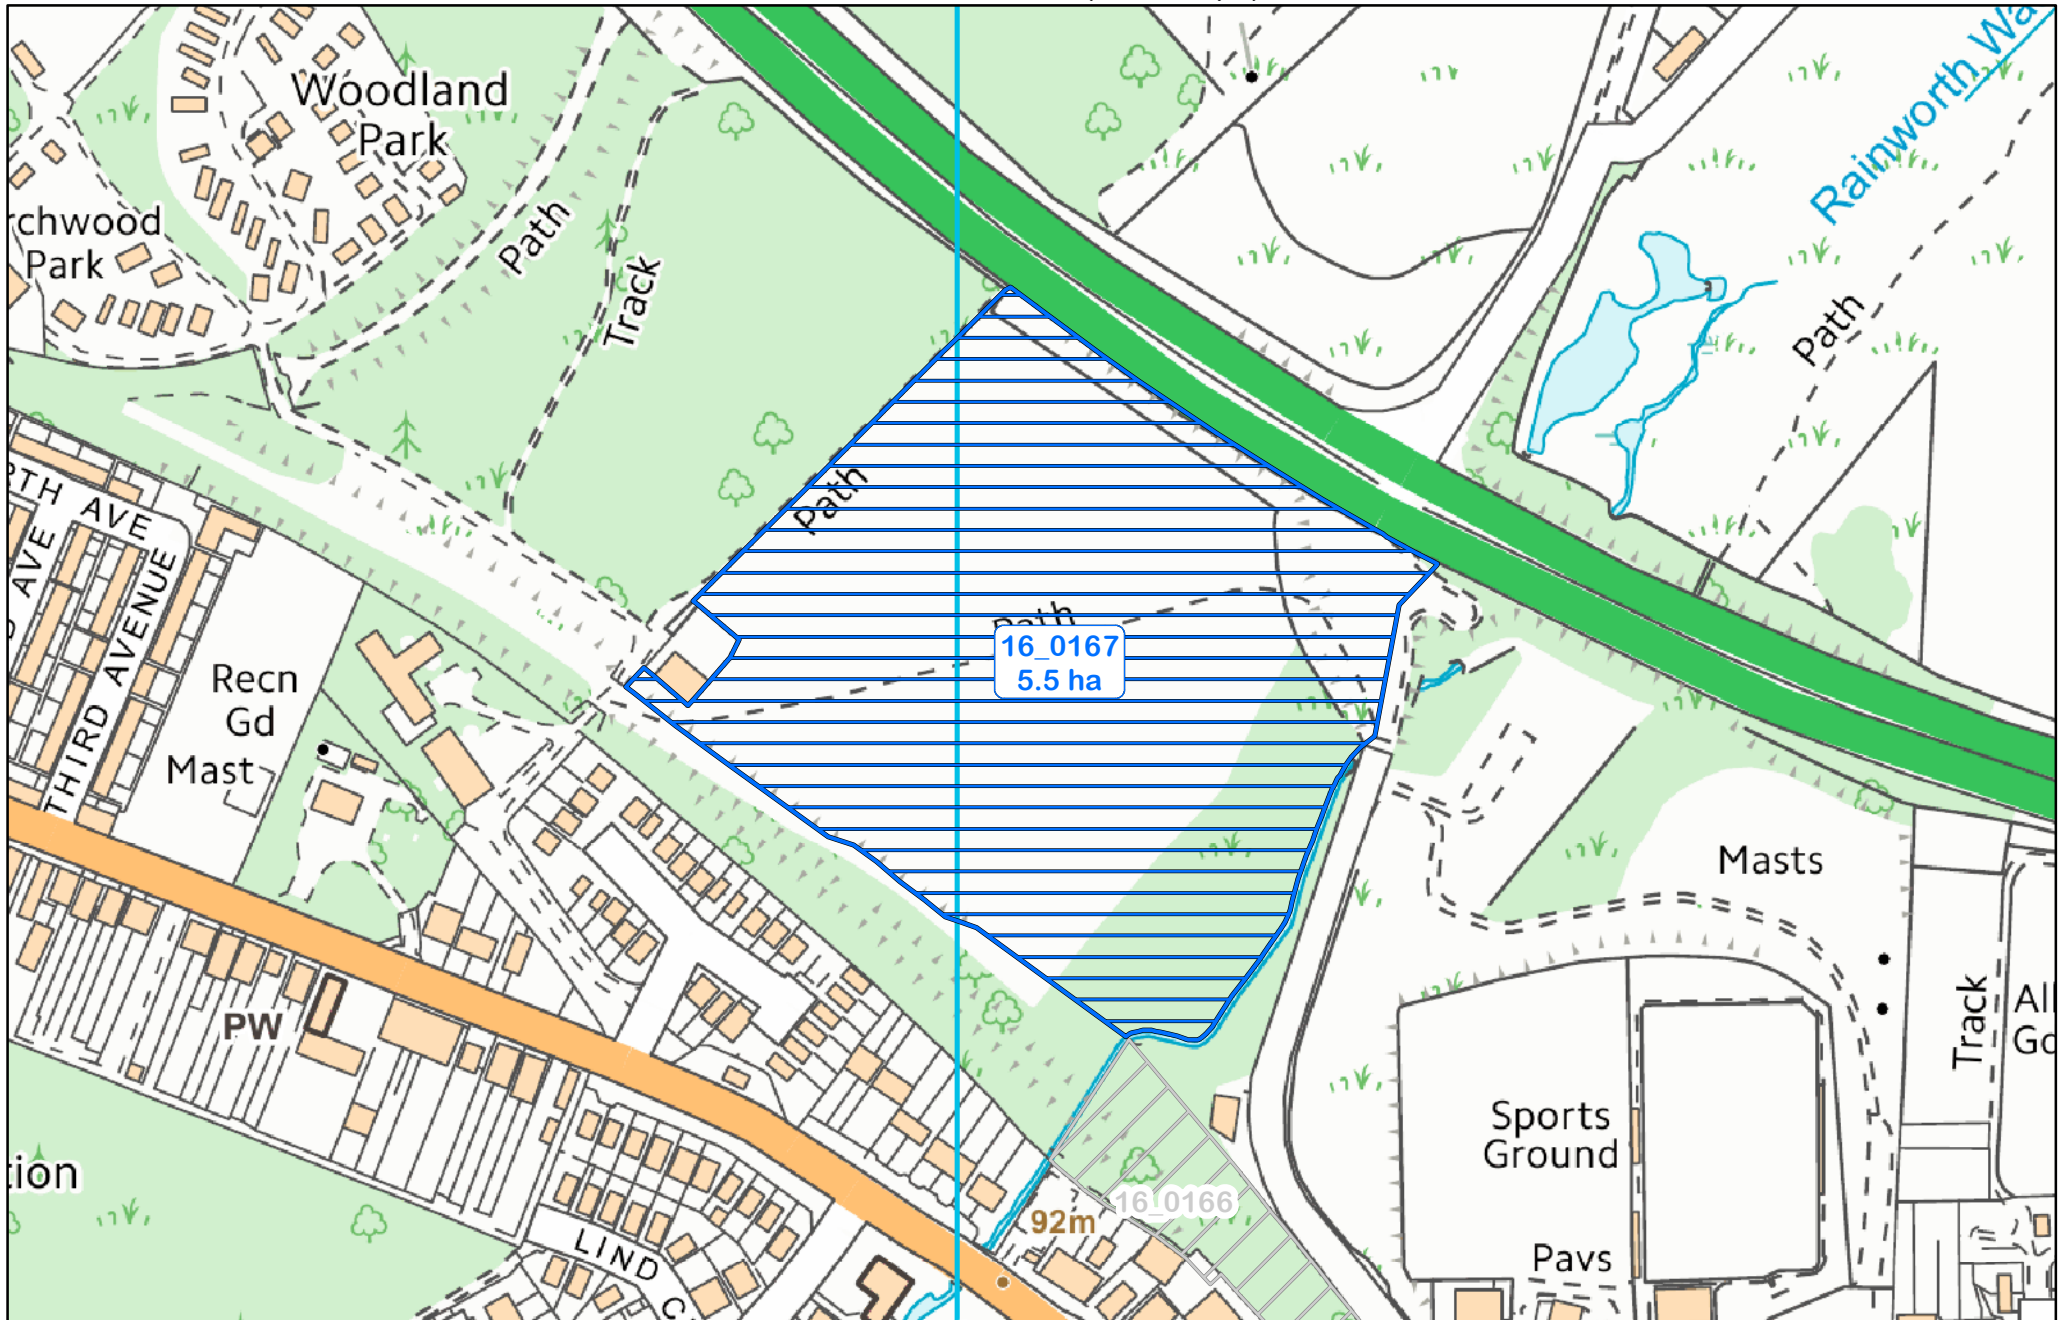 Woodland
Park
Rainworth Wa
rchwood
Park
Path
Track
Path
Path
RTH AVE
AVE
THIRD AVENUE
Path
16_0167
5.5 ha
Recn
Gd
Mast
Masts
PW
Track
All
Sports
Ground
tion
16_0166
92m
LIND
Pavs